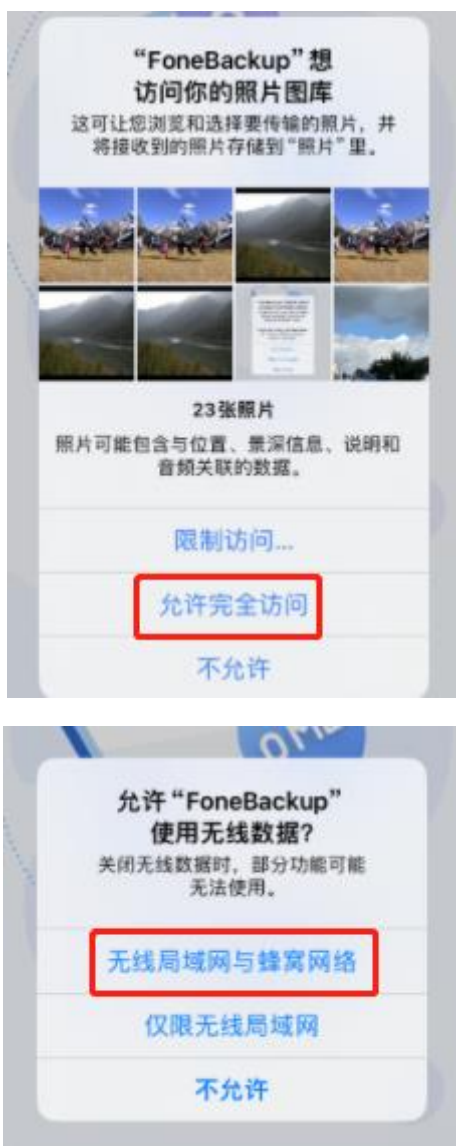 “FoneBackup”想
访问你的照片图库
这可让您浏览和选择要传输的照片，并
将接收到的照片存储到“照片”里。
23张照片
照片可能包含与位置、景深信息、说明和
音频关联的数据。
限制访问...
允许完全访问
不允许
允许“FoneBackup”
使用无线数据?
关闭无线数据时，部分功能可能
无法使用。
无线局域网与蜂窝网络
仅限无线局域网
不允许